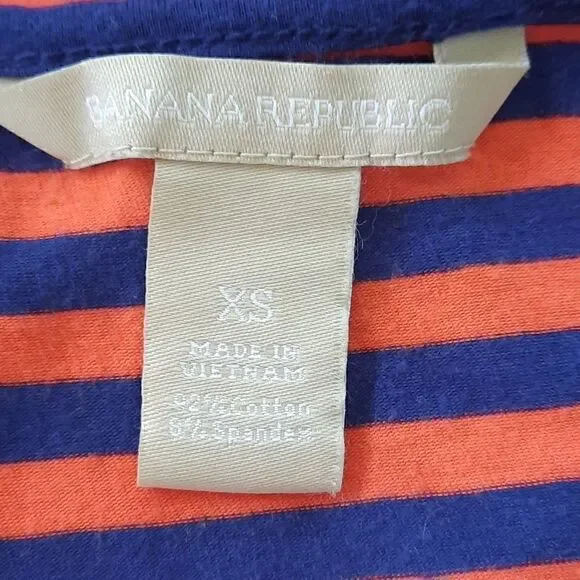 BANANA REPUBLIC
XS
MADE IN
VIETNAM
92% Cotton
8% Spandex